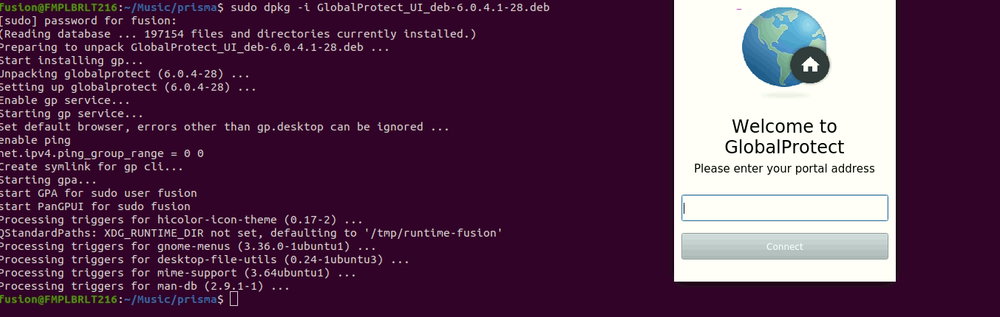 fusion@FMPLBRLT216:~/Music/prisma$ sudo dpkg -i GlobalProtect_UI_deb-6.0.4.1-28.deb
[sudo] password for fusion:
(Reading database ... 197154 files and directories currently installed.)
Preparing to unpack GlobalProtect_UI_deb-6.0.4.1-28.deb ...
Start installing gp...
Unpacking globalprotect (6.0.4-28) ...
Setting up globalprotect (6.0.4-28) ...
Enable gp service...
Starting gp service...
Set default browser, errors other than gp.desktop can be ignored ...
enable ping
net.ipv4.ping_group_range = 0 0
Create symlink for gp cli...
Starting gpa...
start GPA for sudo user fusion
start PanGPUI for sudo fusion
Processing triggers for hicolor-icon-theme (0.17-2) ...
QStandardPaths: XDG_RUNTIME_DIR not set, defaulting to '/tmp/runtime-fusion'
Processing triggers for gnome-menus (3.36.0-1ubuntu1) ...
Processing triggers for desktop-file-utils (0.24-1ubuntu3) ...
Processing triggers for mime-support (3.64ubuntu1) ...
Processing triggers for man-db (2.9.1-1) ...
fusion@FMPLBRLT216:~/Music/prisma$
Welcome to
GlobalProtect
Please enter your portal address
Connect